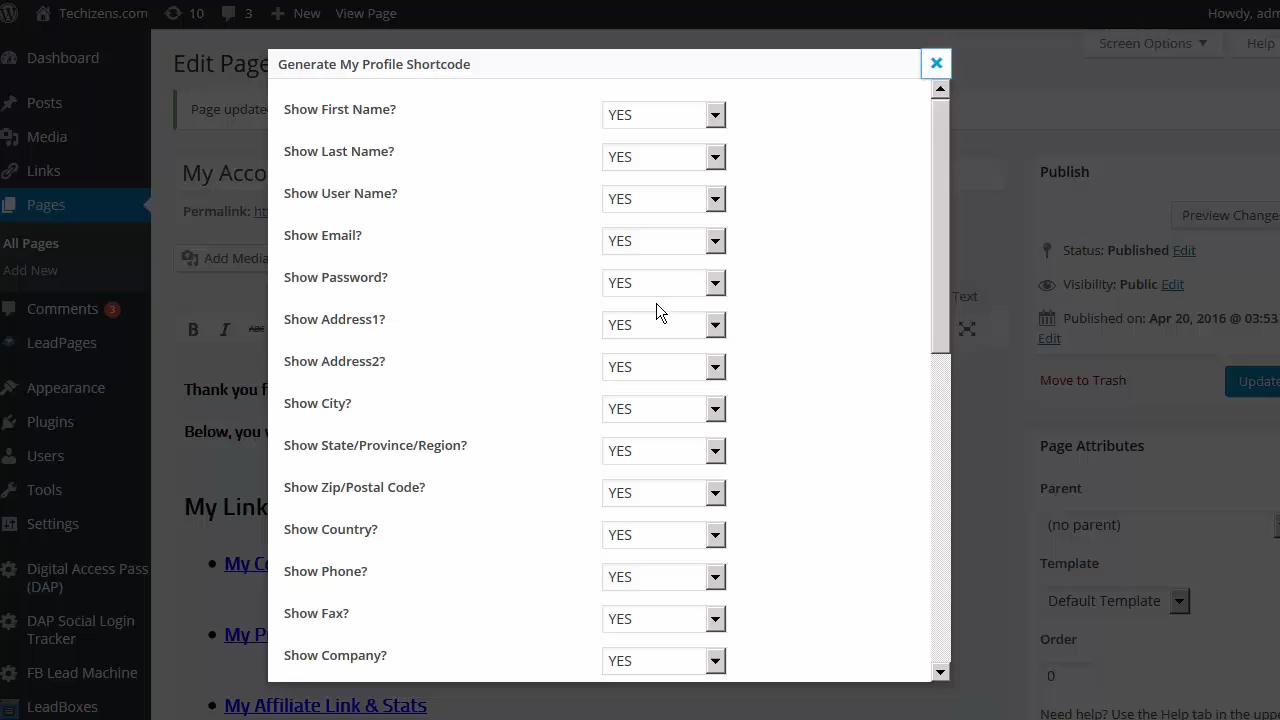 Techizens.com 10 3 New View Page Howdy, adm
Screen Options Help
Dashboard
Posts
Media
Links
Pages
All Pages
Add New
Comments 3
LeadPages
Appearance
Plugins
Users
Tools
Settings
Digital Access Pass
(DAP)
DAP Social Login
Tracker
FB Lead Machine
LeadBoxes
Edit Page
Page update
My Acco
Permalink: ht
Add Media
Text
B I ABC
Thank you f
Below, you w
My Link
My Co
My P
My Affiliate Link & Stats
Generate My Profile Shortcode
Show First Name? YES
Show Last Name? YES
Show User Name? YES
Show Email? YES
Show Password? YES
Show Address1? YES
Show Address2? YES
Show City? YES
Show State/Province/Region? YES
Show Zip/Postal Code? YES
Show Country? YES
Show Phone? YES
Show Fax? YES
Show Company? YES
Publish
Preview Change
Status: Published Edit
Visibility: Public Edit
Published on: Apr 20, 2016 @ 03:53
Edit
Move to Trash Update
Page Attributes
Parent
(no parent)
Template
Default Template
Order
0
Need help? Use the Help tab in the upp